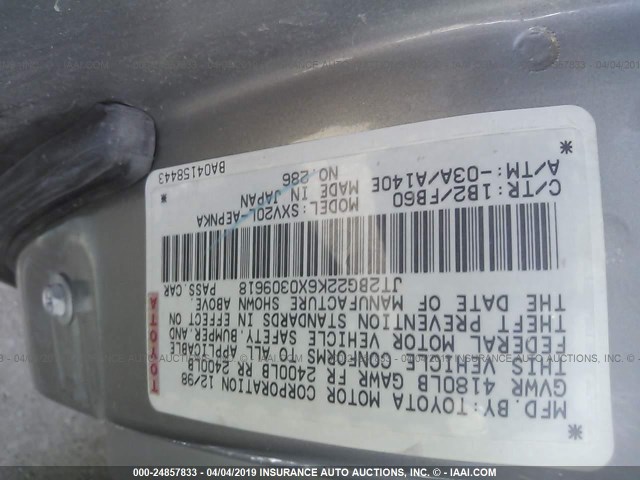 MFD. BY: TOYOTA MOTOR CORPORATION 12/98
GVWR 4180LB GAWR FR 2400LB RR 2400LB
THIS VEHICLE CONFORMS TO ALL APPLICABLE
FEDERAL MOTOR VEHICLE SAFETY, BUMPER, AND
THEFT PREVENTION STANDARDS IN EFFECT ON
THE DATE OF MANUFACTURE SHOWN ABOVE.
JT2BG22K6X0309618 PASS. CAR
TOYOTA
MODEL: SXV20L-AEPNKA
C/TR: 1B2/FB60 MADE IN JAPAN
A/TM: -03A/A140E NO. 286
BA04158443
000-24857833 - 04/04/2019 INSURANCE AUTO AUCTIONS, INC. - © IAAI.COM